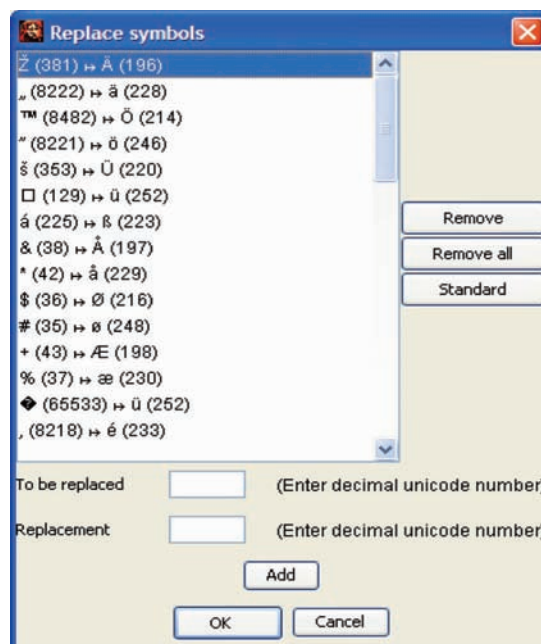 Replace symbols
Ž (381) ↦ Ä (196)
„ (8222) ↦ ä (228)
™ (8482) ↦ Ö (214)
” (8221) ↦ ö (246)
š (353) ↦ Ü (220)
□ (129) ↦ ü (252)
á (225) ↦ ß (223)
& (38) ↦ Å (197)
* (42) ↦ å (229)
$ (36) ↦ Ø (216)
# (35) ↦ ø (248)
+ (43) ↦ Æ (198)
% (37) ↦ æ (230)
� (65533) ↦ ü (252)
‚ (8218) ↦ é (233)
Remove
Remove all
Standard
To be replaced (Enter decimal unicode number
Replacement (Enter decimal unicode number
Add
OK Cancel